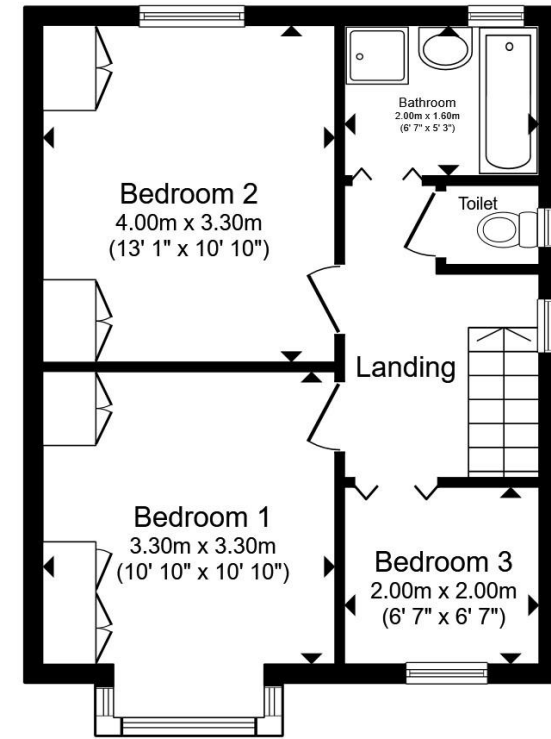 Bathroom
2.00m x 1.60m
(6' 7" x 5' 3")
Bedroom 2
4.00m x 3.30m
(13' 1" x 10' 10")
Toilet
Landing
Bedroom 1
3.30m x 3.30m
(10' 10" x 10' 10")
Bedroom 3
2.00m x 2.00m
(6' 7" x 6' 7")